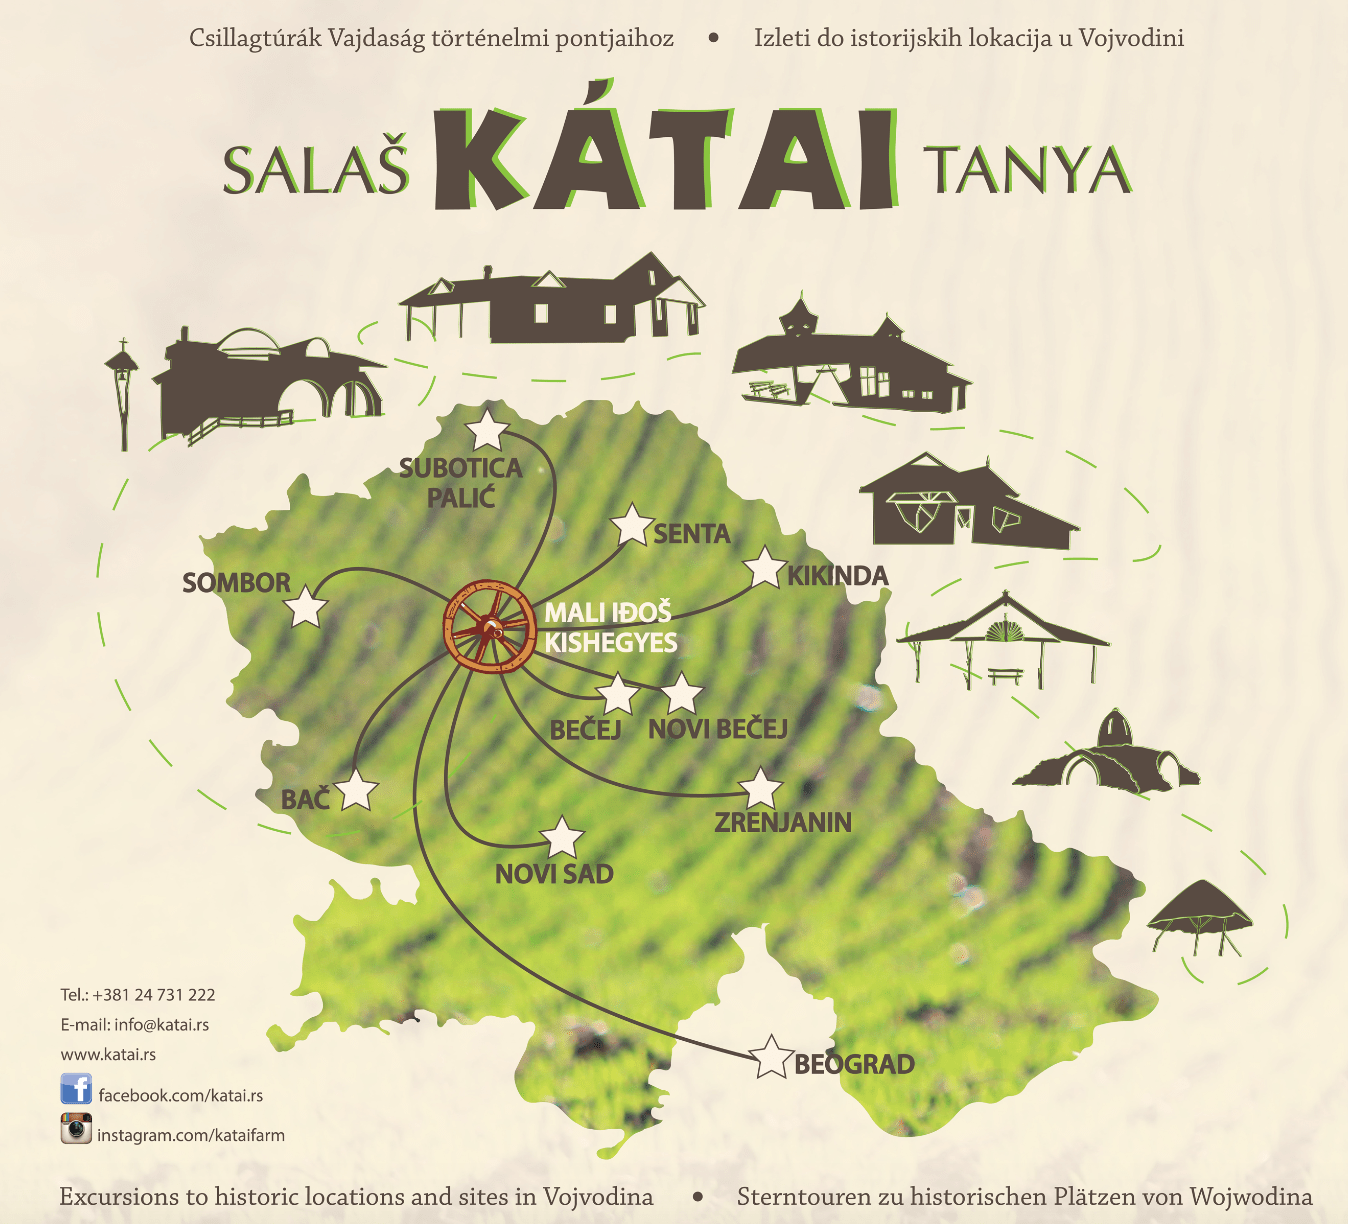 Csillagtúrák Vajdaság történelmi pontjaihoz • Izleti do istorijskih lokacija u Vojvodini
SALAŠ KÁTAI TANYA
SUBOTICA
PALIĆ
SENTA
KIKINDA
SOMBOR
MALI IĐOŠ
KISHEGYES
BEČEJ
NOVI BEČEJ
BAČ
ZRENJANIN
NOVI SAD
BEOGRAD
Tel.: +381 24 731 222
E-mail: info@katai.rs
www.katai.rs
f facebook.com/katai.rs
instagram.com/kataifarm
Excursions to historic locations and sites in Vojvodina • Sterntouren zu historischen Plätzen von Wojwodina